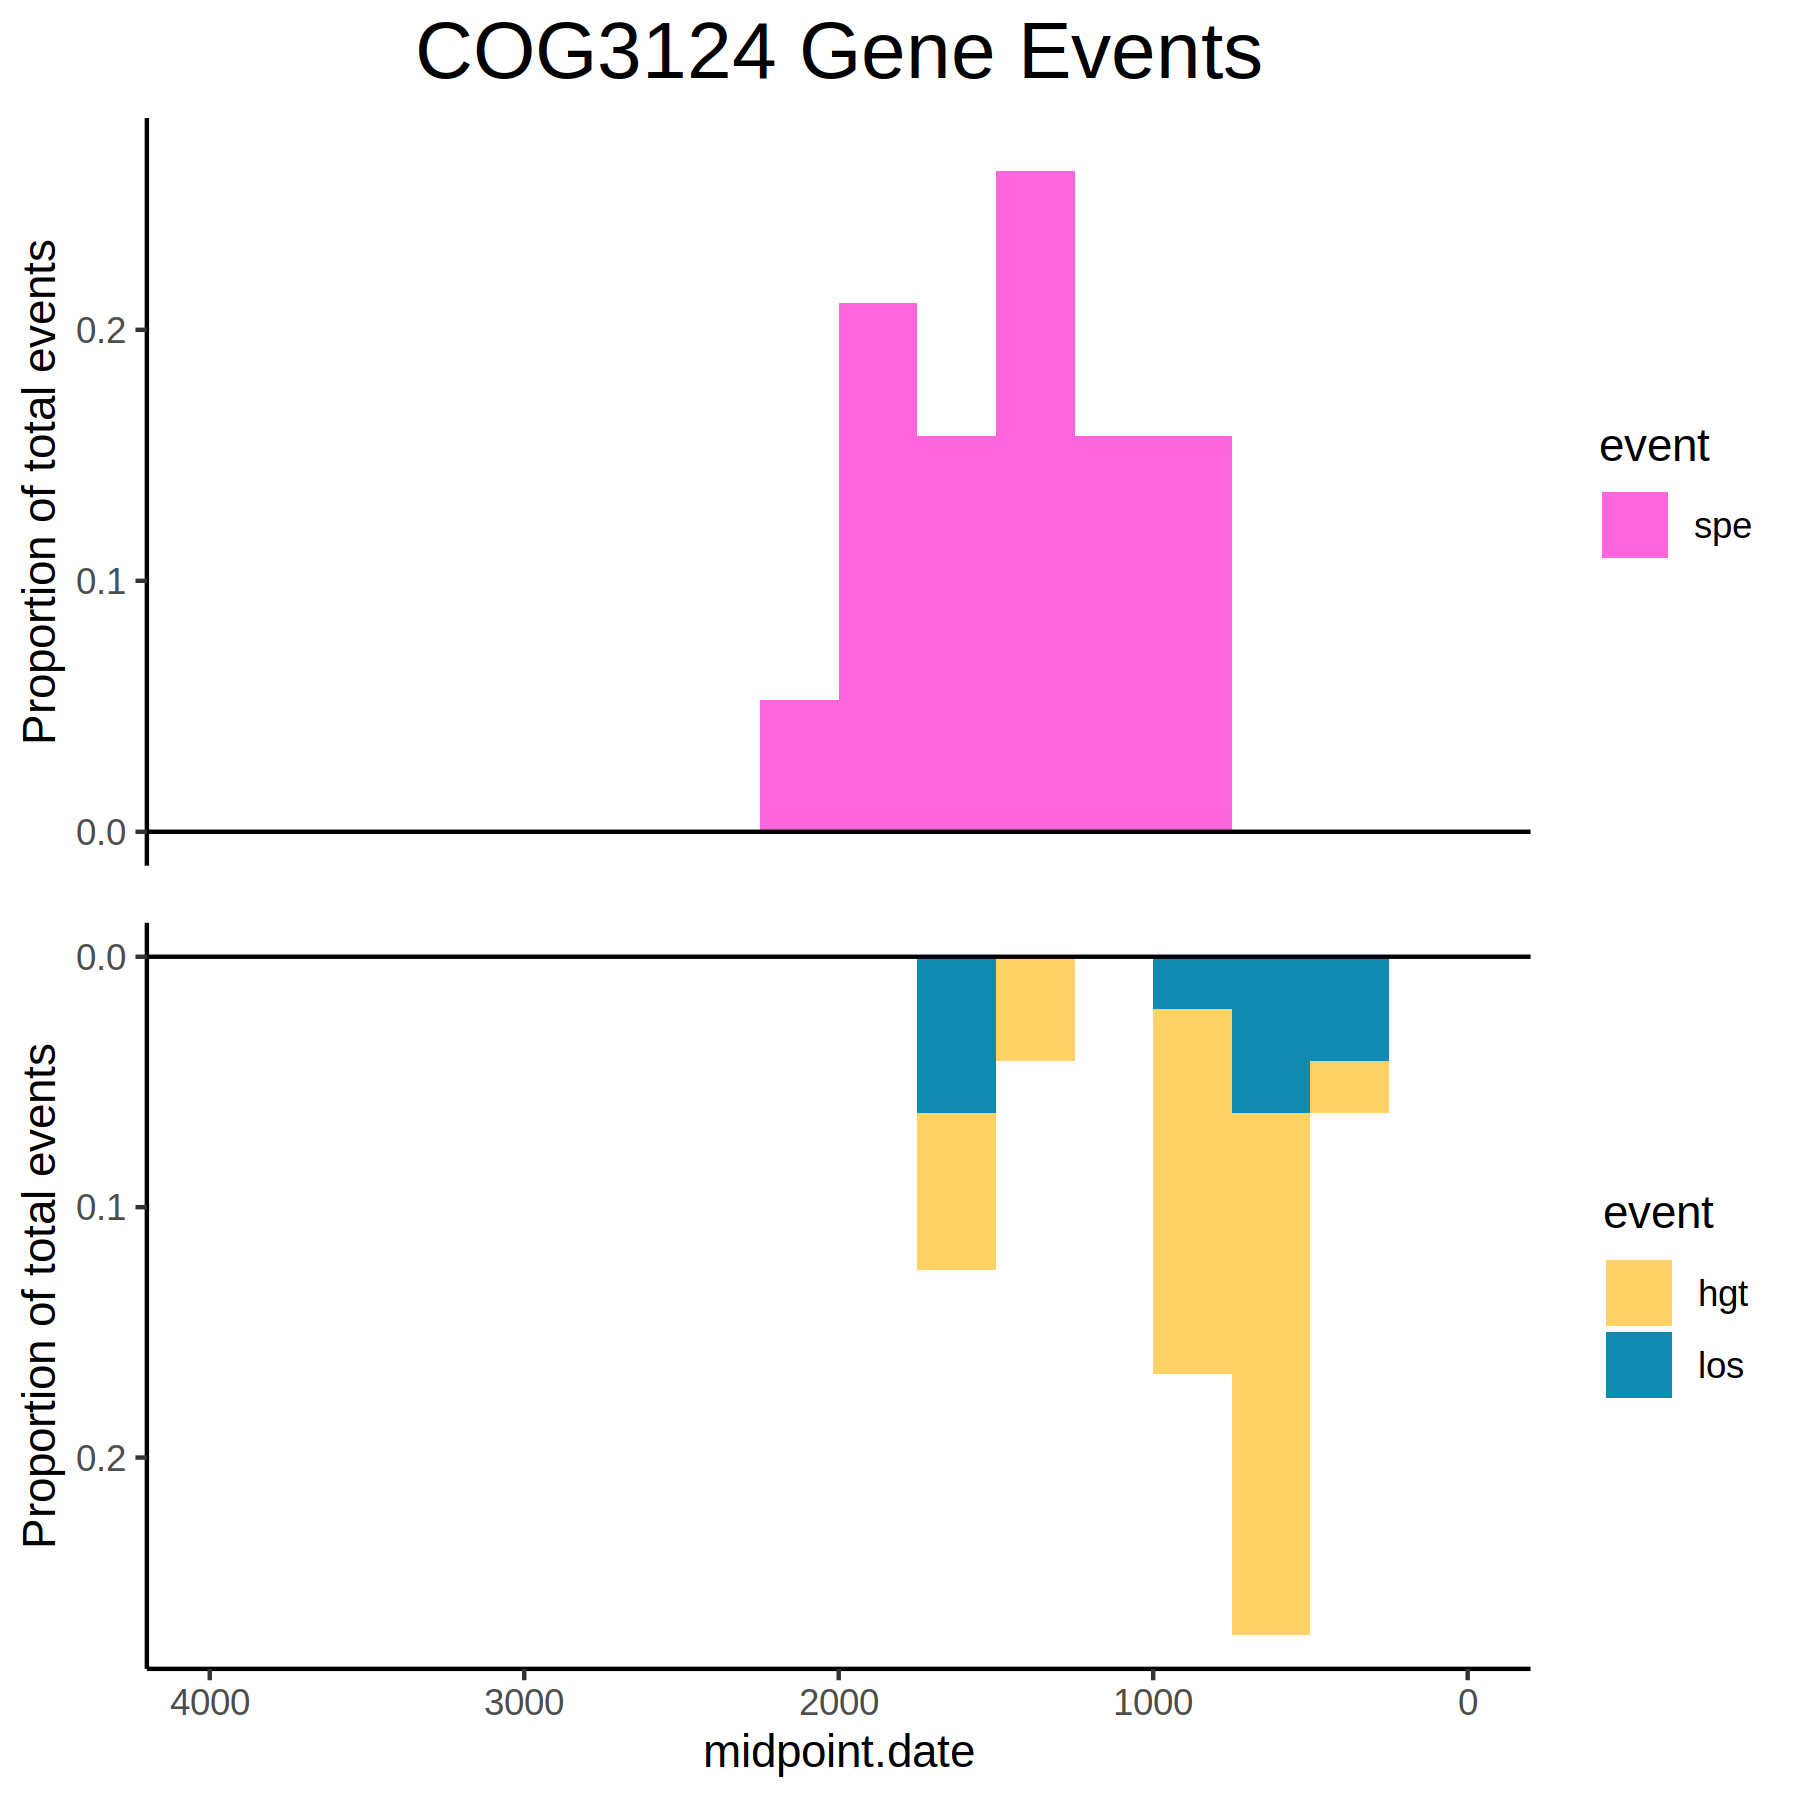 COG3124 Gene Events
Proportion of total events
0.2
0.1
0.0
event
spe
Proportion of total events
0.0
0.1
0.2
event
hgt
los
4000 3000 2000 1000 0
midpoint.date